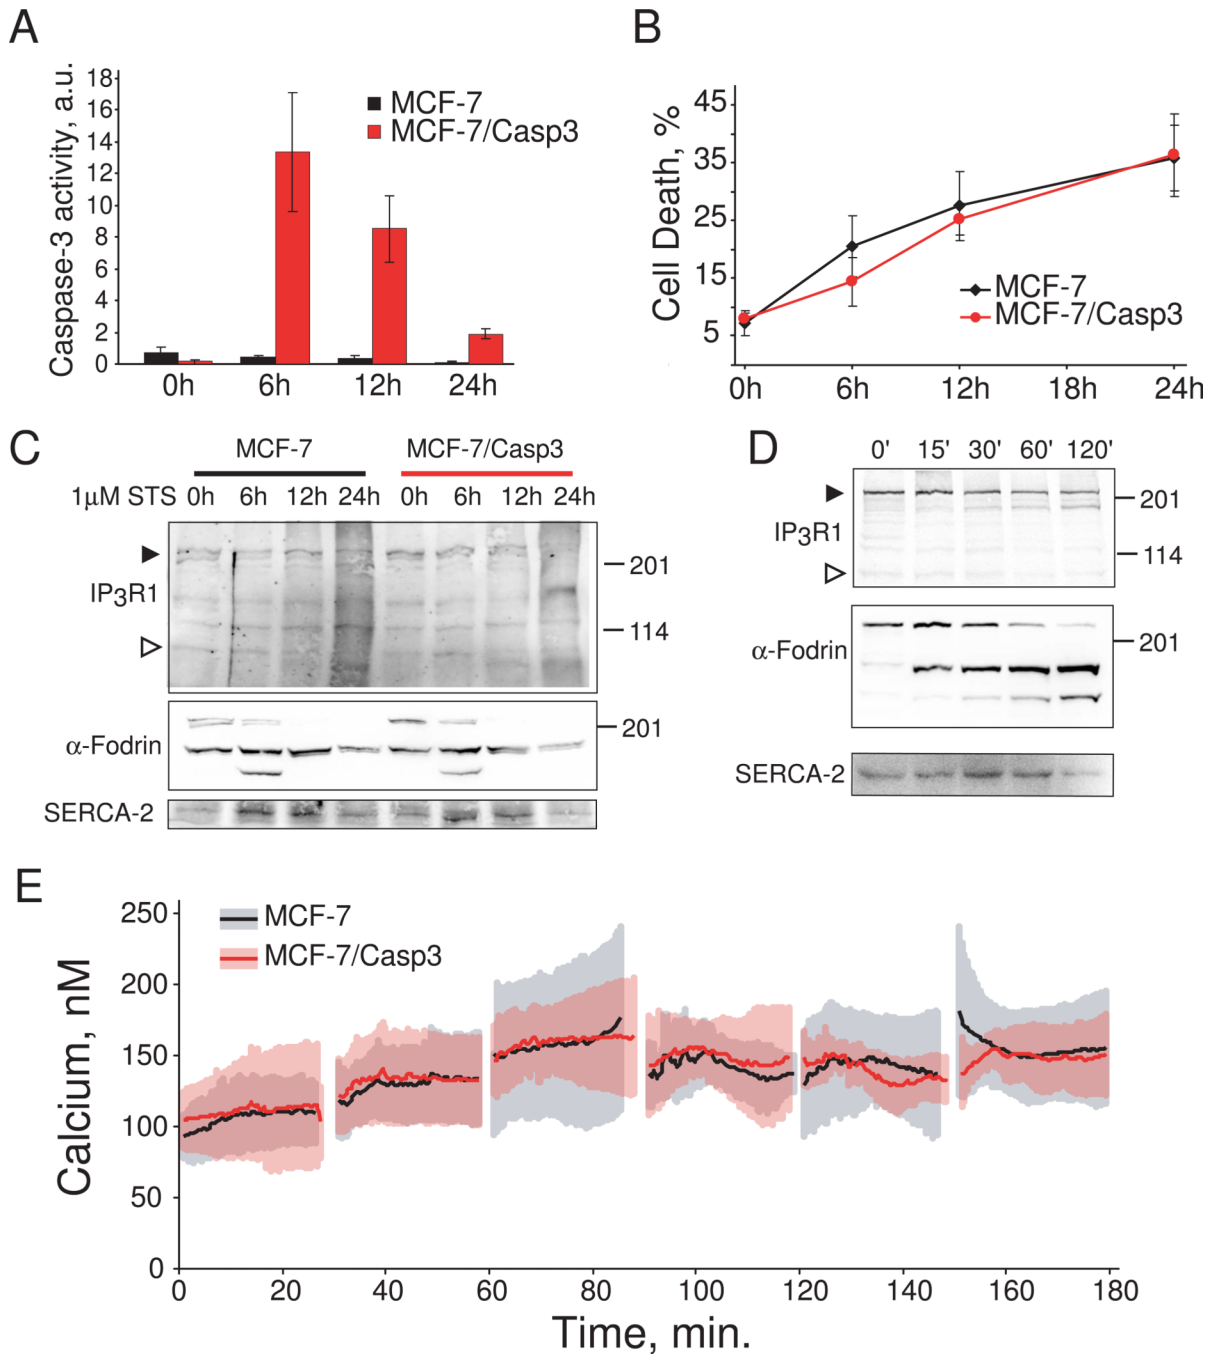 A
Caspase-3 activity, a.u.
18
16
14
12
10
8
6
4
2
0
0h 6h 12h 24h
MCF-7
MCF-7/Casp3
B
Cell Death, %
45
35
25
15
5
0h 6h 12h 18h 24h
MCF-7
MCF-7/Casp3
C
MCF-7 MCF-7/Casp3
1μM STS 0h 6h 12h 24h 0h 6h 12h 24h
IP3R1
201
114
α-Fodrin
201
SERCA-2
D
0' 15' 30' 60' 120'
IP3R1
201
114
α-Fodrin
201
SERCA-2
E
MCF-7
MCF-7/Casp3
Calcium, nM
250
200
150
100
50
0
0 20 40 60 80 100 120 140 160 180
Time, min.